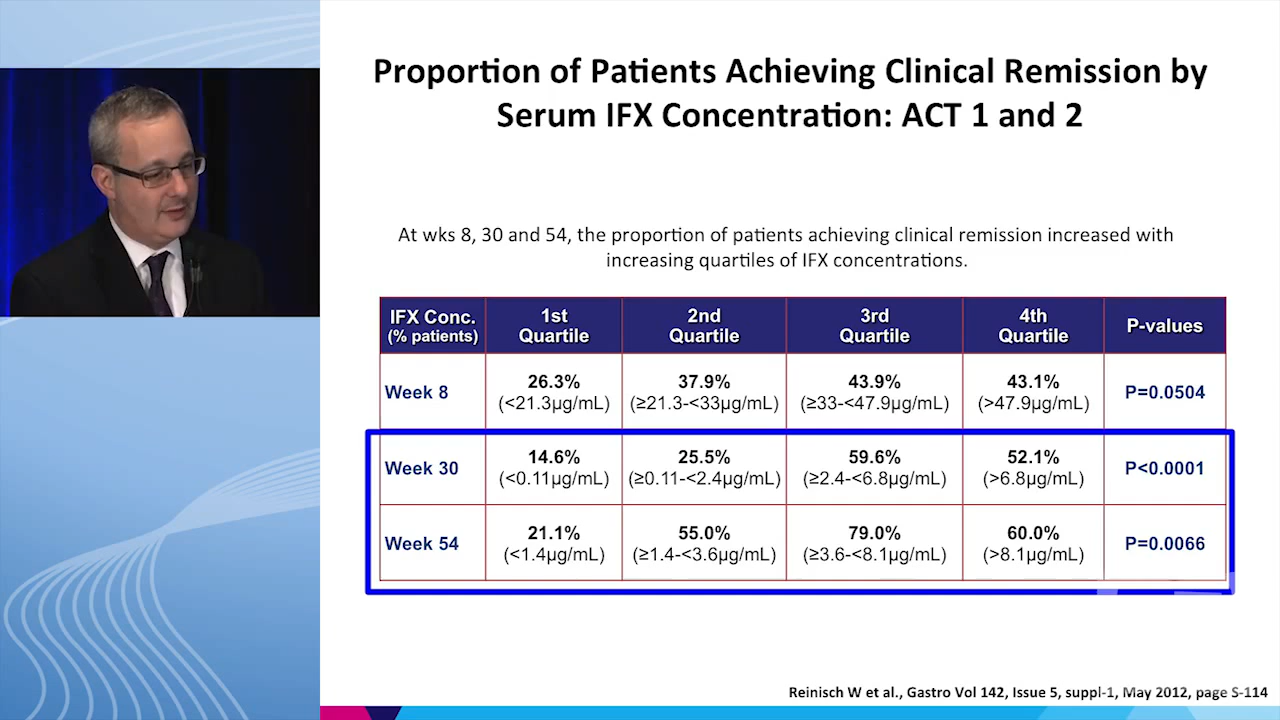 Proportion of Patients Achieving Clinical Remission by
Serum IFX Concentration: ACT 1 and 2
At wks 8, 30 and 54, the proportion of patients achieving clinical remission increased with
increasing quartiles of IFX concentrations.
IFX Conc. (% patients) 1st Quartile 2nd Quartile 3rd Quartile 4th Quartile P-values
Week 8 26.3% (<21.3µg/mL) 37.9% (≥21.3-<33µg/mL) 43.9% (≥33-<47.9µg/mL) 43.1% (>47.9µg/mL) P=0.0504
Week 30 14.6% (<0.11µg/mL) 25.5% (≥0.11-<2.4µg/mL) 59.6% (≥2.4-<6.8µg/mL) 52.1% (>6.8µg/mL) P<0.0001
Week 54 21.1% (<1.4µg/mL) 55.0% (≥1.4-<3.6µg/mL) 79.0% (≥3.6-<8.1µg/mL) 60.0% (>8.1µg/mL) P=0.0066
Reinisch W et al., Gastro Vol 142, Issue 5, suppl-1, May 2012, page S-114